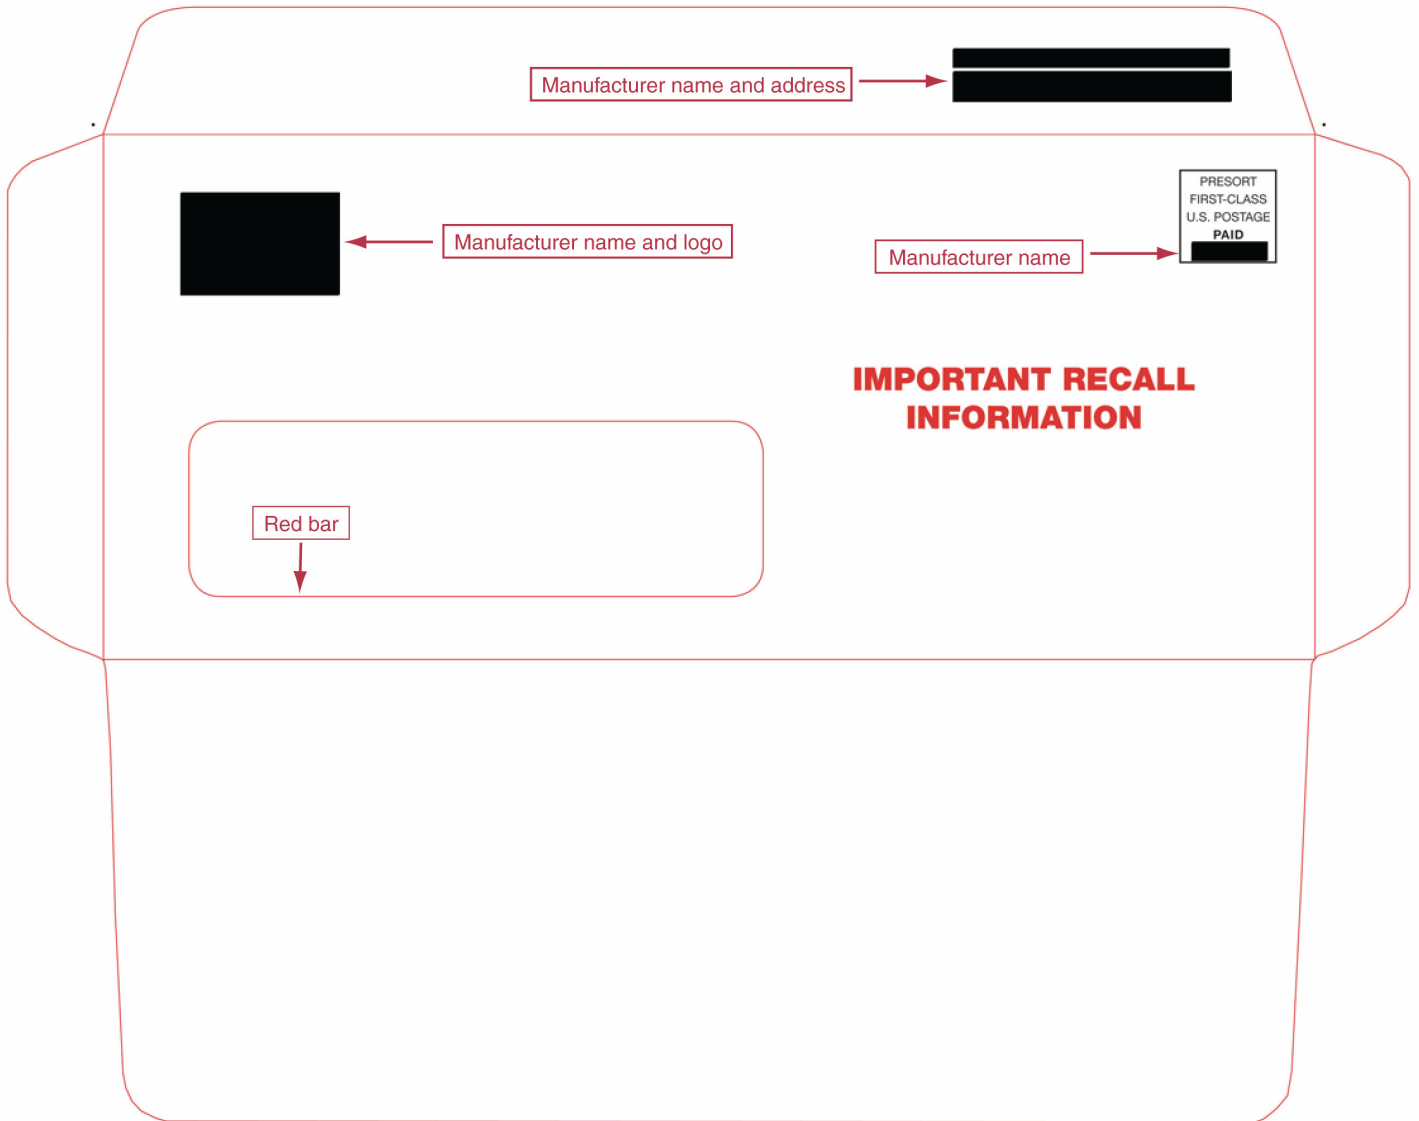 Manufacturer name and address
PRESORT
FIRST-CLASS
U.S. POSTAGE
PAID
Manufacturer name and logo
Manufacturer name
IMPORTANT RECALL
INFORMATION
Red bar